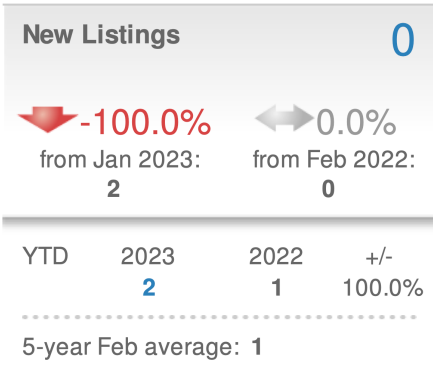 New Listings 0
-100.0% 0.0%
from Jan 2023: from Feb 2022:
2 0
YTD 2023 2022 +/-
2 1 100.0%
5-year Feb average: 1